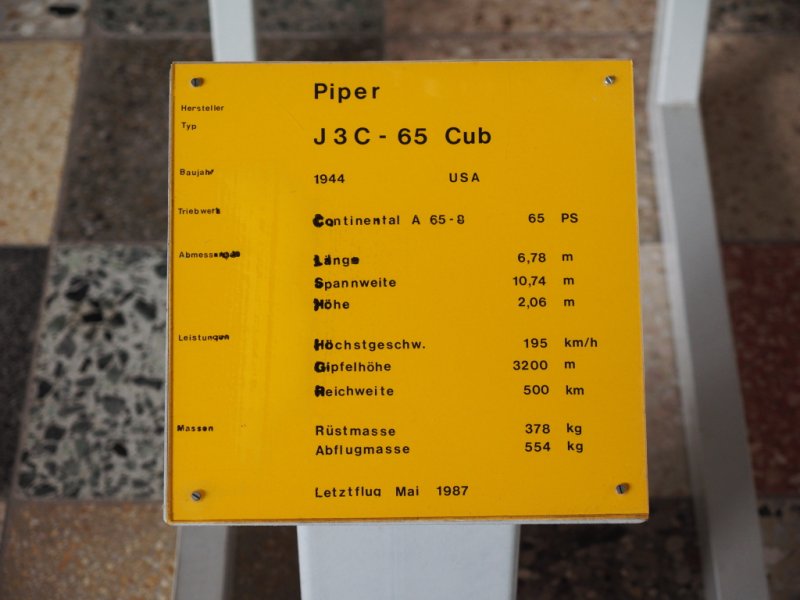 Hersteller Piper
Typ J3C-65 Cub
Baujahr 1944 USA
Triebwerk Continental A 65-8 65 PS
Abmessungen Länge 6,78 m
Spannweite 10,74 m
Höhe 2,06 m
Leistungen Höchstgeschw. 195 km/h
Gipfelhöhe 3200 m
Reichweite 500 km
Massen Rüstmasse 378 kg
Abflugmasse 554 kg
Letztflug Mai 1987